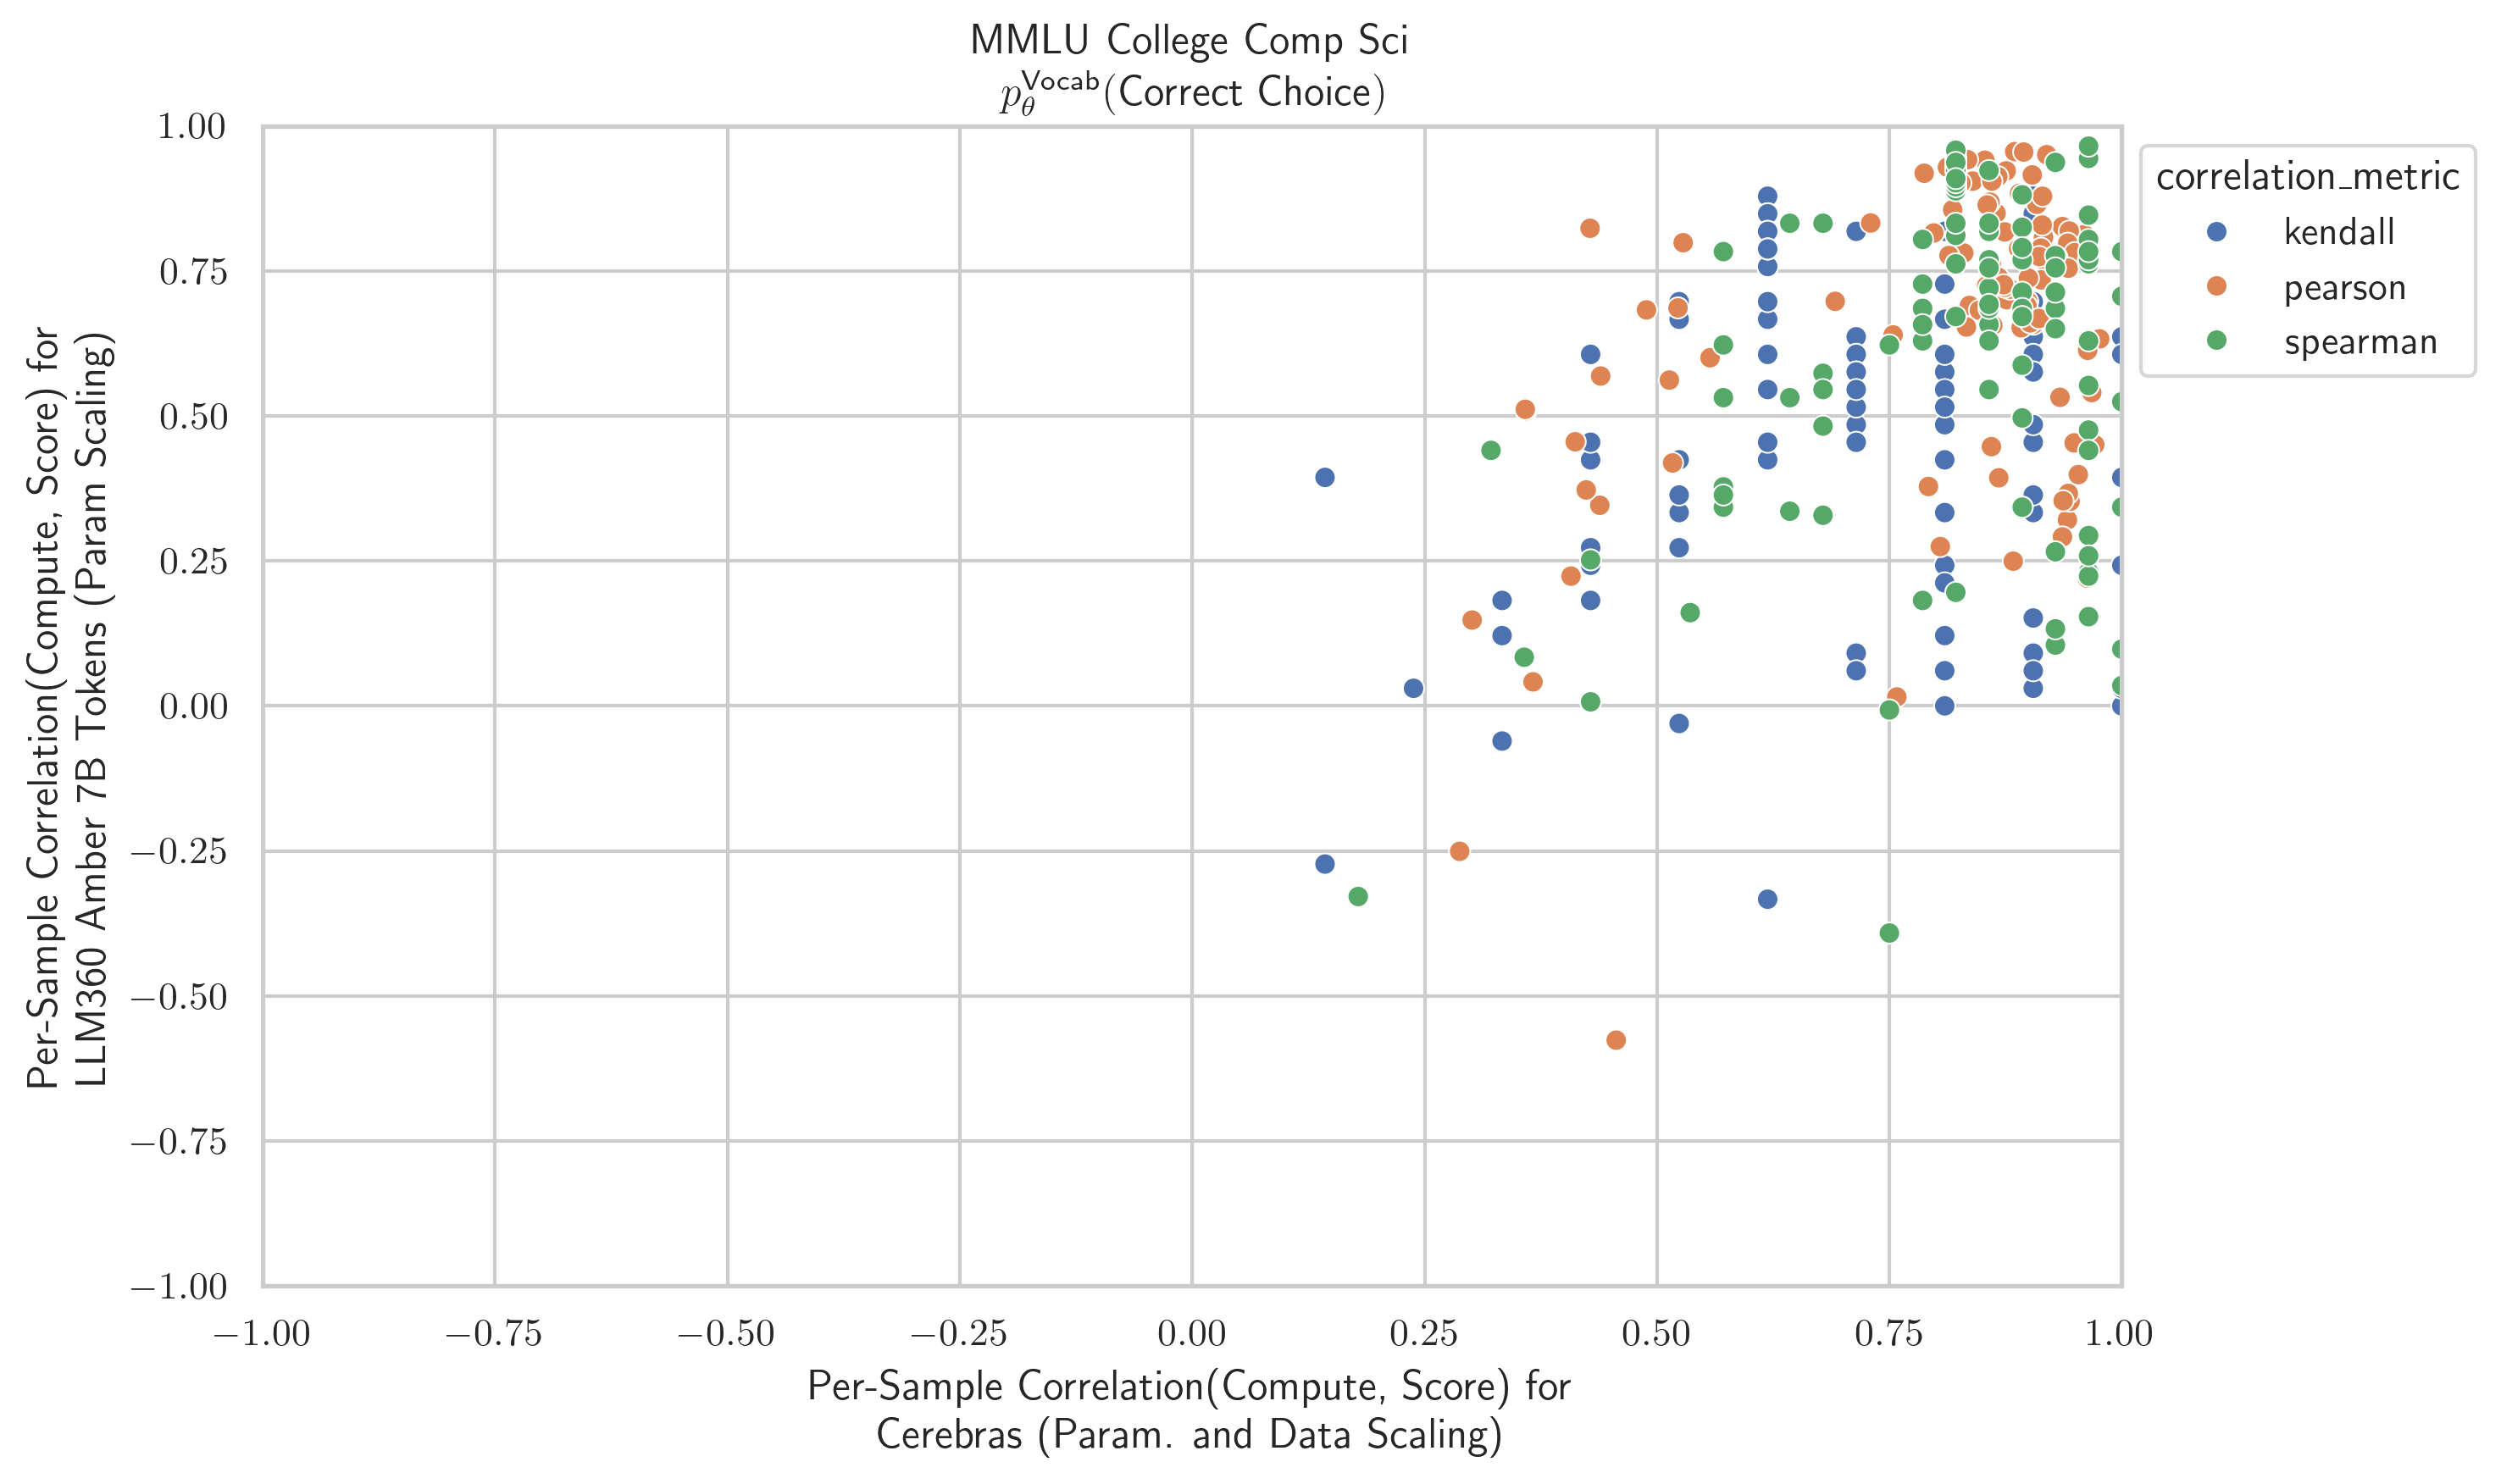 MMLU College Comp Sci
p_θ^Vocab(Correct Choice)
1.00
0.75
0.50
0.25
0.00
−0.25
−0.50
−0.75
−1.00
Per-Sample Correlation(Compute, Score) for
LLM360 Amber 7B Tokens (Param Scaling)
correlation_metric
kendall
pearson
spearman
−1.00 −0.75 −0.50 −0.25 0.00 0.25 0.50 0.75 1.00
Per-Sample Correlation(Compute, Score) for
Cerebras (Param. and Data Scaling)